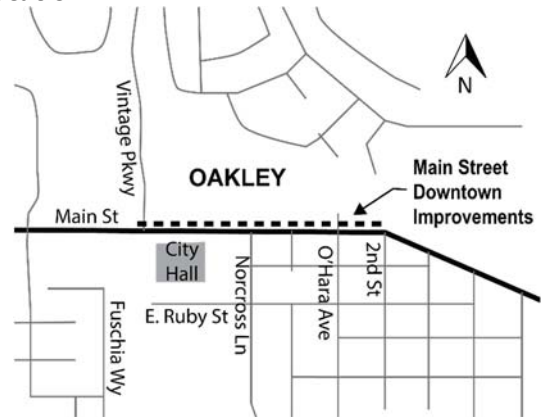 N
Vintage Pkwy
OAKLEY
Main Street
Downtown
Improvements
Main St
City
Hall
Norcross Ln
O'Hara Ave
2nd St
E. Ruby St
Fuschia Wy